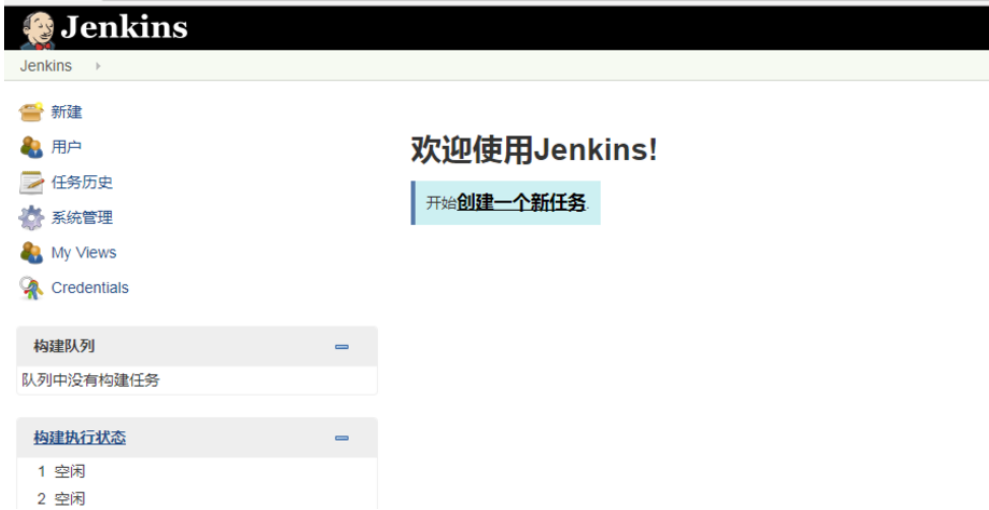 Jenkins
Jenkins
新建
用户
任务历史
系统管理
My Views
Credentials
构建队列
队列中没有构建任务
构建执行状态
1 空闲
2 空闲
欢迎使用Jenkins!
开始创建一个新任务.